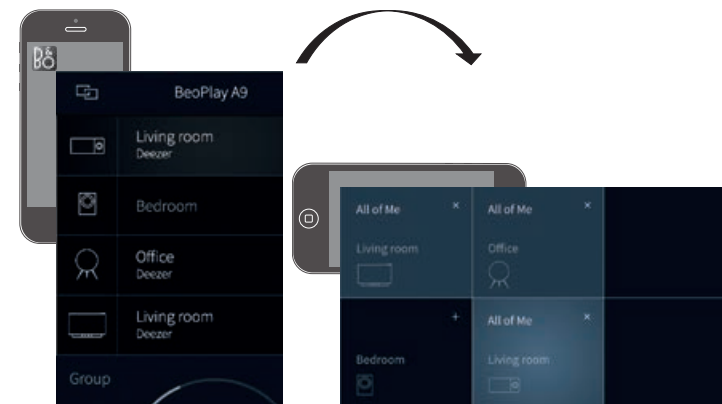 B&O
BeoPlay A9
Living room
Deezer
Bedroom
Office
Deezer
Living room
Deezer
Group
All of Me ×
All of Me ×
Living room
Office
+
All of Me ×
Bedroom
Living room